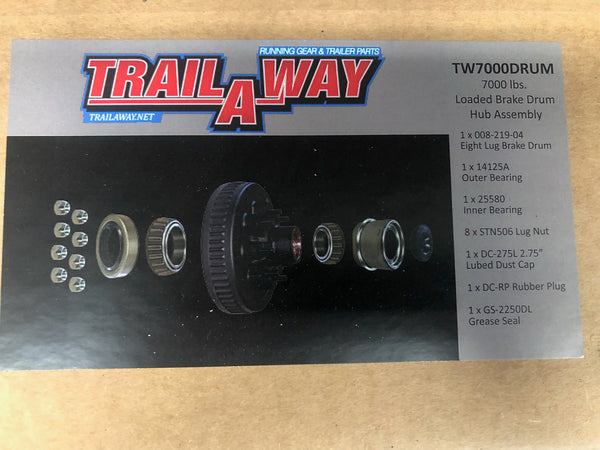 RUNNING GEAR & TRAILER PARTS
TRAIL A WAY
TRAILAWAY.NET
TW7000DRUM
7000 lbs.
Loaded Brake Drum
Hub Assembly
1 x 008-219-04
Eight Lug Brake Drum
1 x 14125A
Outer Bearing
1 x 25580
Inner Bearing
8 x STN506 Lug Nut
1 x DC-275L 2.75"
Lubed Dust Cap
1 x DC-RP Rubber Plug
1 x GS-2250DL
Grease Seal